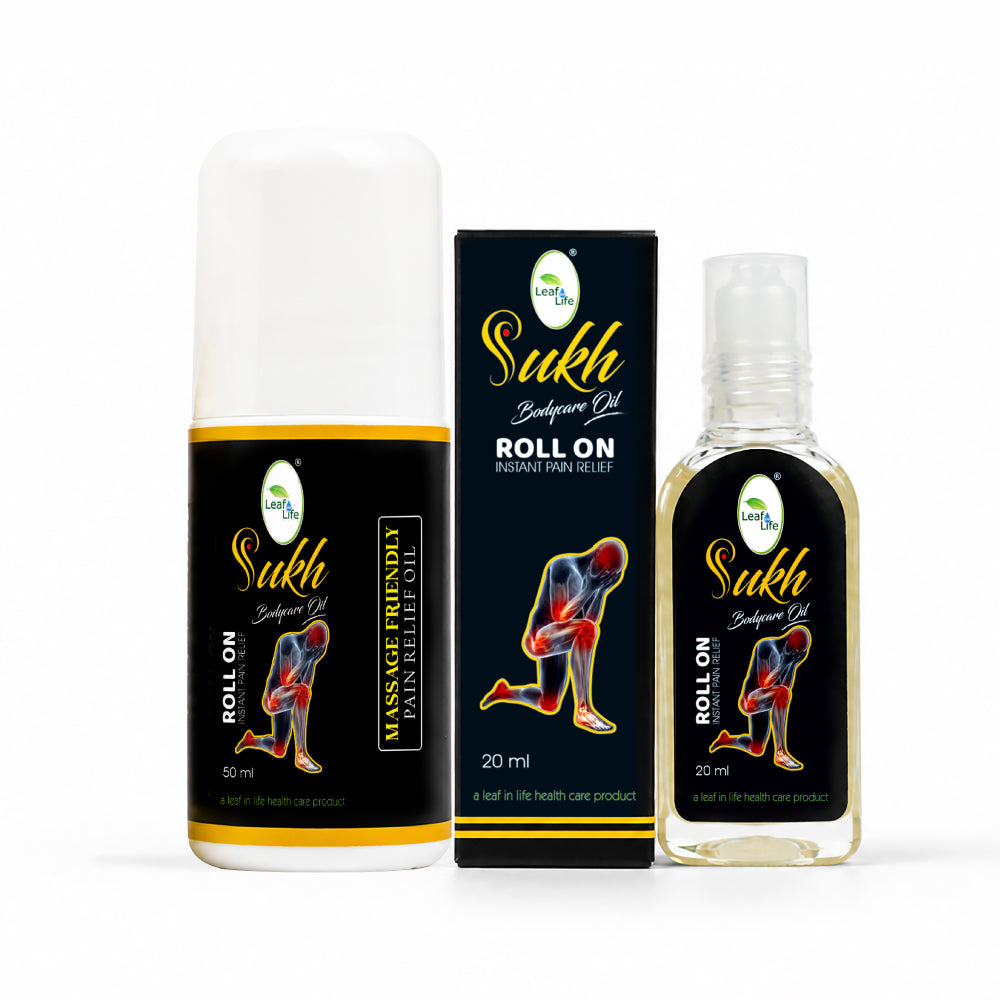 Leaf in Life ®
Sukh
Bodycare Oil
ROLL ON
INSTANT PAIN RELIEF
50 ml
a leaf in life health care product
MASSAGE FRIENDLY
PAIN RELIEF OIL
Leaf in Life ®
Sukh
Bodycare Oil
ROLL ON
INSTANT PAIN RELIEF
20 ml
a leaf in life health care product
Leaf in Life ®
Sukh
Bodycare Oil
ROLL ON
INSTANT PAIN RELIEF
20 ml
a leaf in life health care product